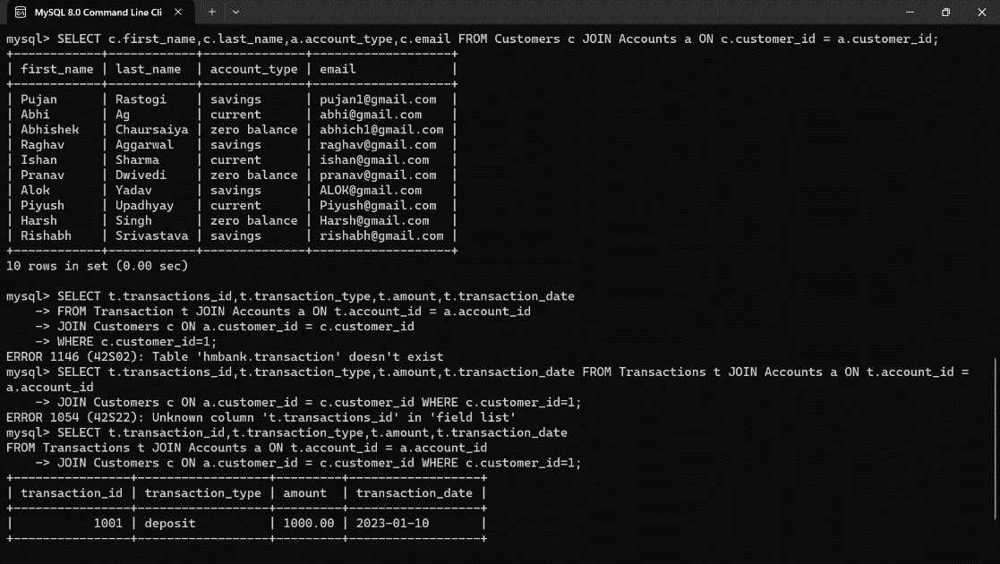 MySQL 8.0 Command Line Cli
mysql> SELECT c.first_name,c.last_name,a.account_type,c.email FROM Customers c JOIN Accounts a ON c.customer_id = a.customer_id;
+------------+------------+--------------+--------------------+
| first_name | last_name  | account_type | email              |
+------------+------------+--------------+--------------------+
| Pujan      | Rastogi    | savings      | pujan1@gmail.com   |
| Abhi       | Ag         | current      | abhi@gmail.com     |
| Abhishek   | Chaursaiya | zero balance | abhich1@gmail.com  |
| Raghav     | Aggarwal   | savings      | raghav@gmail.com   |
| Ishan      | Sharma     | current      | ishan@gmail.com    |
| Pranav     | Dwivedi    | zero balance | pranav@gmail.com   |
| Alok       | Yadav      | savings      | ALOK@gmail.com     |
| Piyush     | Upadhyay   | current      | Piyush@gmail.com   |
| Harsh      | Singh      | zero balance | Harsh@gmail.com    |
| Rishabh    | Srivastava | savings      | rishabh@gmail.com  |
+------------+------------+--------------+--------------------+
10 rows in set (0.00 sec)
mysql> SELECT t.transactions_id,t.transaction_type,t.amount,t.transaction_date
    -> FROM Transaction t JOIN Accounts a ON t.account_id = a.account_id
    -> JOIN Customers c ON a.customer_id = c.customer_id
    -> WHERE c.customer_id=1;
ERROR 1146 (42S02): Table 'hmbank.transaction' doesn't exist
mysql> SELECT t.transactions_id,t.transaction_type,t.amount,t.transaction_date FROM Transactions t JOIN Accounts a ON t.account_id =
a.account_id
    -> JOIN Customers c ON a.customer_id = c.customer_id WHERE c.customer_id=1;
ERROR 1054 (42S22): Unknown column 't.transactions_id' in 'field list'
mysql> SELECT t.transaction_id,t.transaction_type,t.amount,t.transaction_date
FROM Transactions t JOIN Accounts a ON t.account_id = a.account_id
    -> JOIN Customers c ON a.customer_id = c.customer_id WHERE c.customer_id=1;
+----------------+------------------+---------+------------------+
| transaction_id | transaction_type | amount  | transaction_date |
+----------------+------------------+---------+------------------+
|           1001 | deposit          | 1000.00 | 2023-01-10       |
+----------------+------------------+---------+------------------+